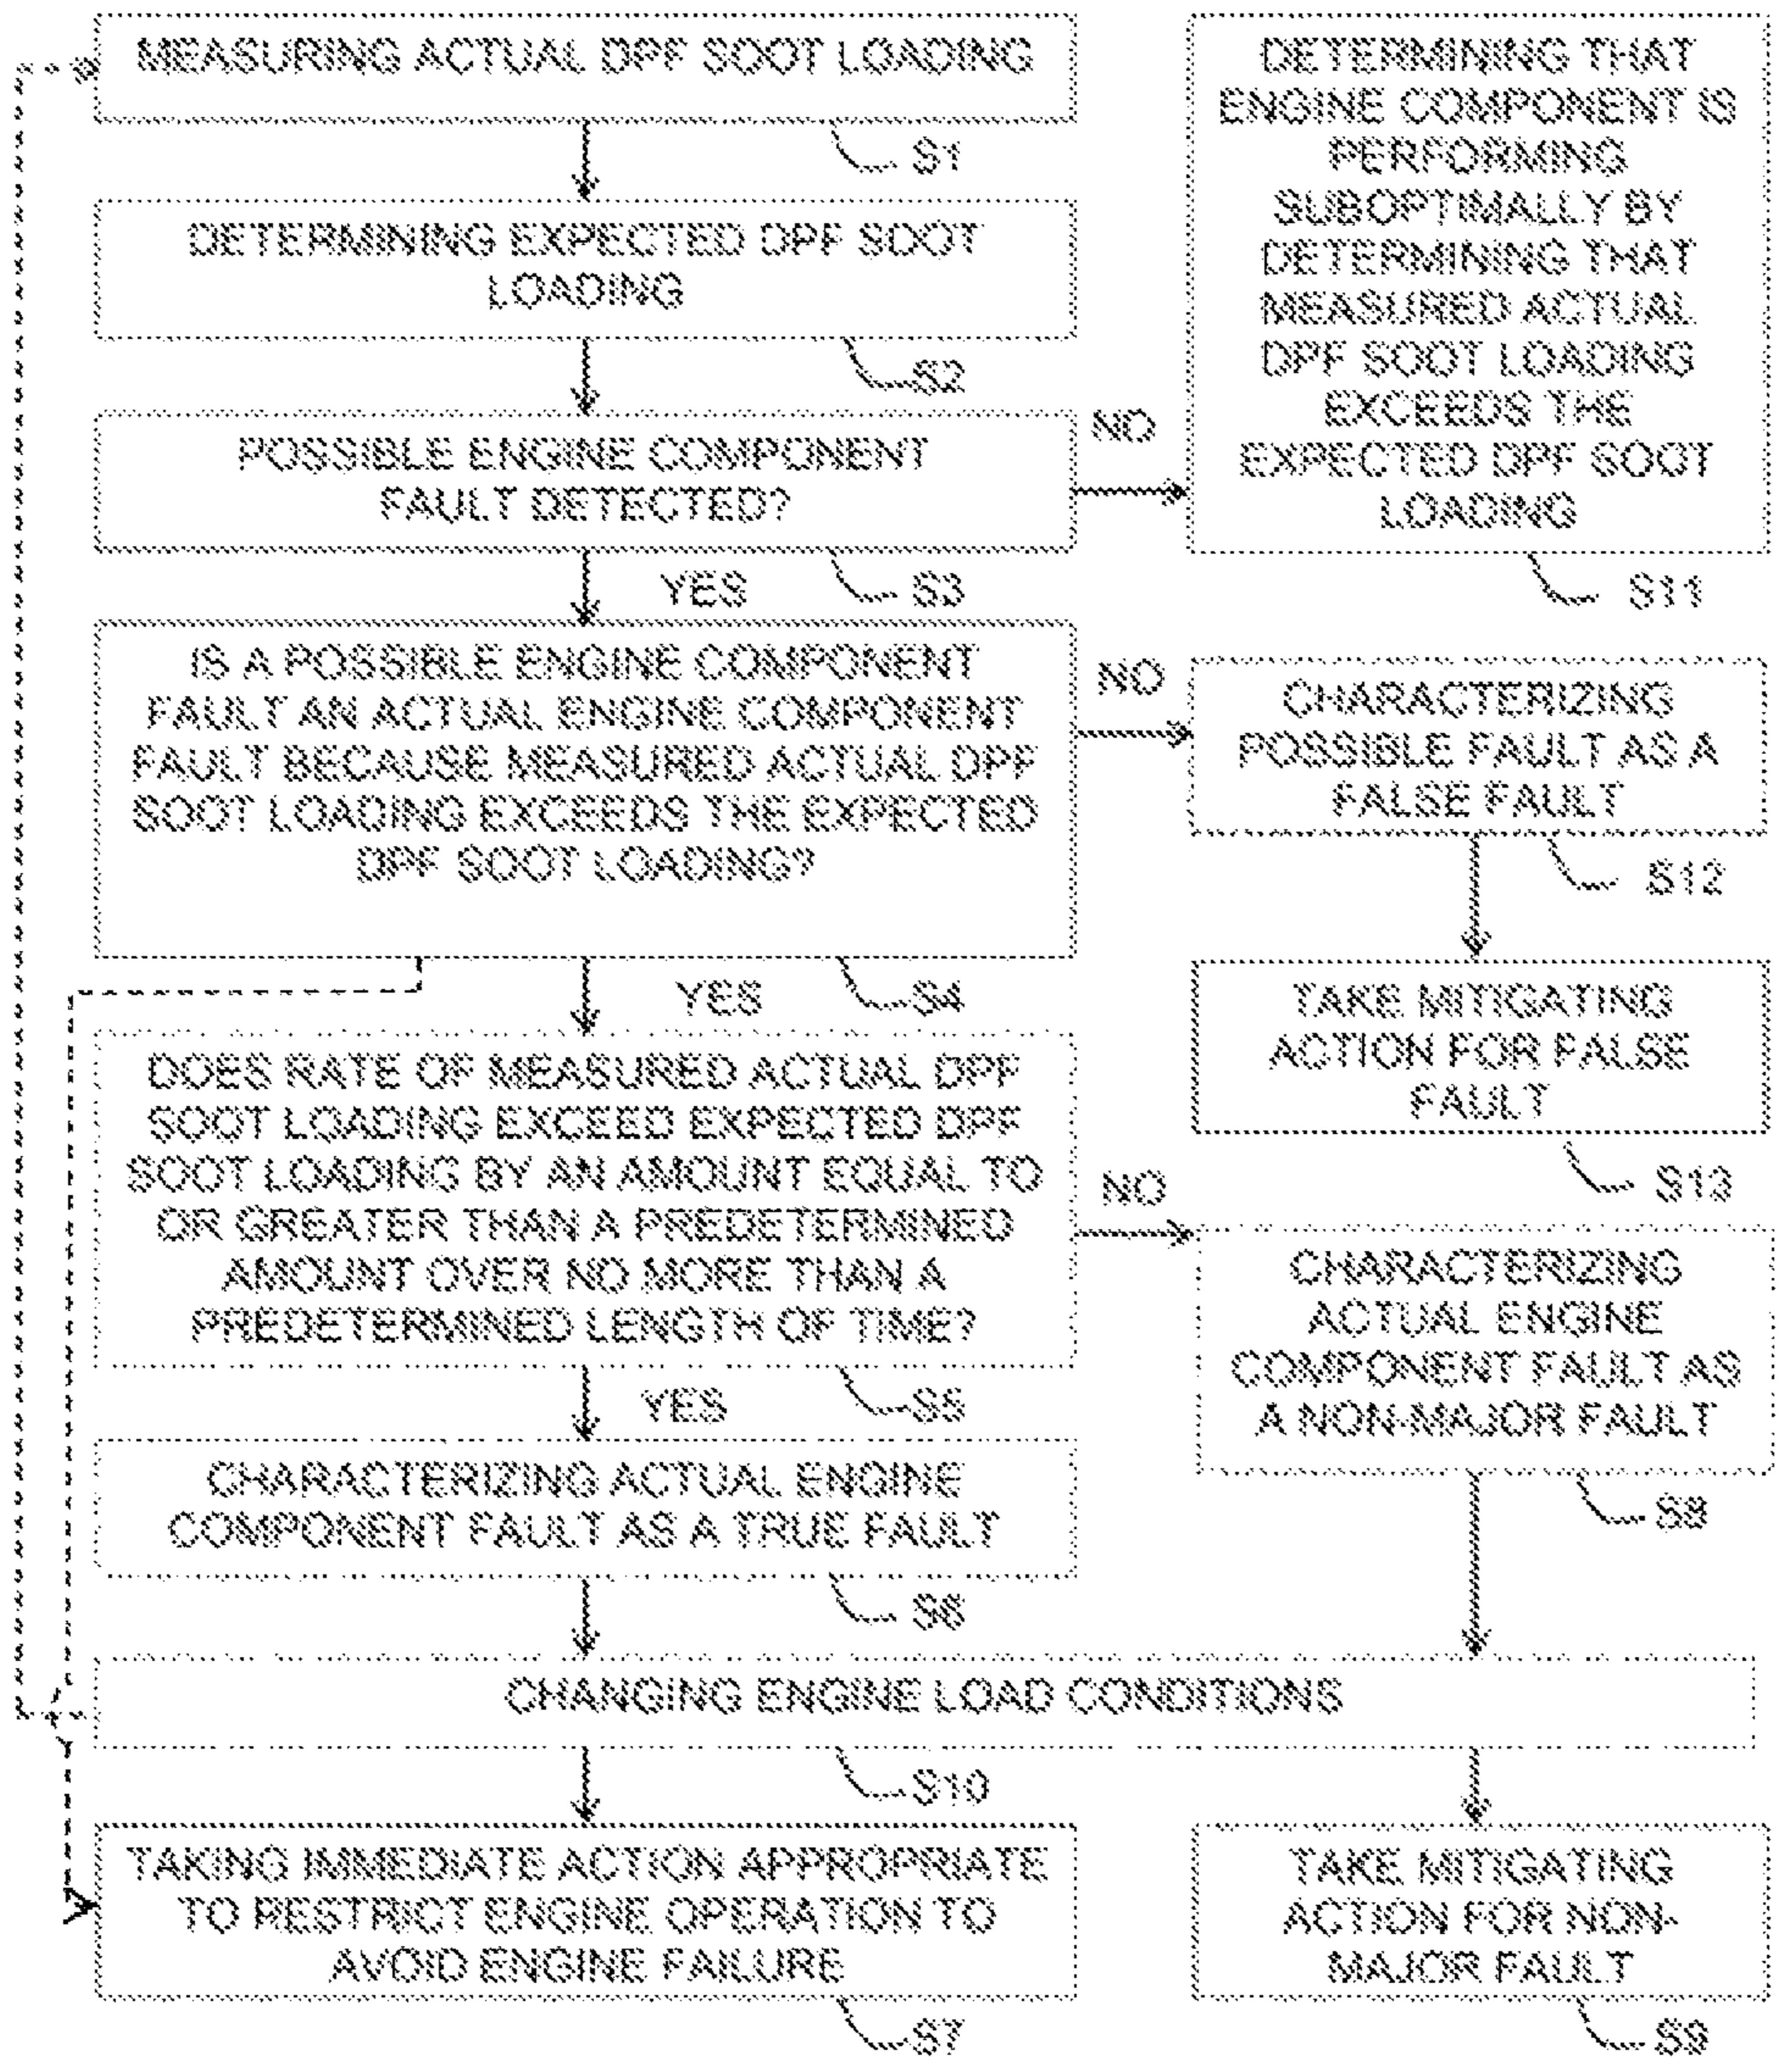 MEASURING ACTUAL DPF SOOT LOADING
S1
DETERMINING EXPECTED DPF SOOT
LOADING
S2
POSSIBLE ENGINE COMPONENT
FAULT DETECTED?
NO
YES
S3
DETERMINING THAT
ENGINE COMPONENT IS
PERFORMING
SUBOPTIMALLY BY
DETERMINING THAT
MEASURED ACTUAL
DPF SOOT LOADING
EXCEEDS THE
EXPECTED DPF SOOT
LOADING
S11
IS A POSSIBLE ENGINE COMPONENT
FAULT AN ACTUAL ENGINE COMPONENT
FAULT BECAUSE MEASURED ACTUAL DPF
SOOT LOADING EXCEEDS THE EXPECTED
DPF SOOT LOADING?
NO
YES
S4
CHARACTERIZING
POSSIBLE FAULT AS A
FALSE FAULT
S12
TAKE MITIGATING
ACTION FOR FALSE
FAULT
S13
DOES RATE OF MEASURED ACTUAL DPF
SOOT LOADING EXCEED EXPECTED DPF
SOOT LOADING BY AN AMOUNT EQUAL TO
OR GREATER THAN A PREDETERMINED
AMOUNT OVER NO MORE THAN A
PREDETERMINED LENGTH OF TIME?
NO
YES
S5
CHARACTERIZING
ACTUAL ENGINE
COMPONENT FAULT AS
A NON-MAJOR FAULT
S8
CHARACTERIZING ACTUAL ENGINE
COMPONENT FAULT AS A TRUE FAULT
S6
CHANGING ENGINE LOAD CONDITIONS
S10
TAKING IMMEDIATE ACTION APPROPRIATE
TO RESTRICT ENGINE OPERATION TO
AVOID ENGINE FAILURE
S7
TAKE MITIGATING
ACTION FOR NON-
MAJOR FAULT
S9